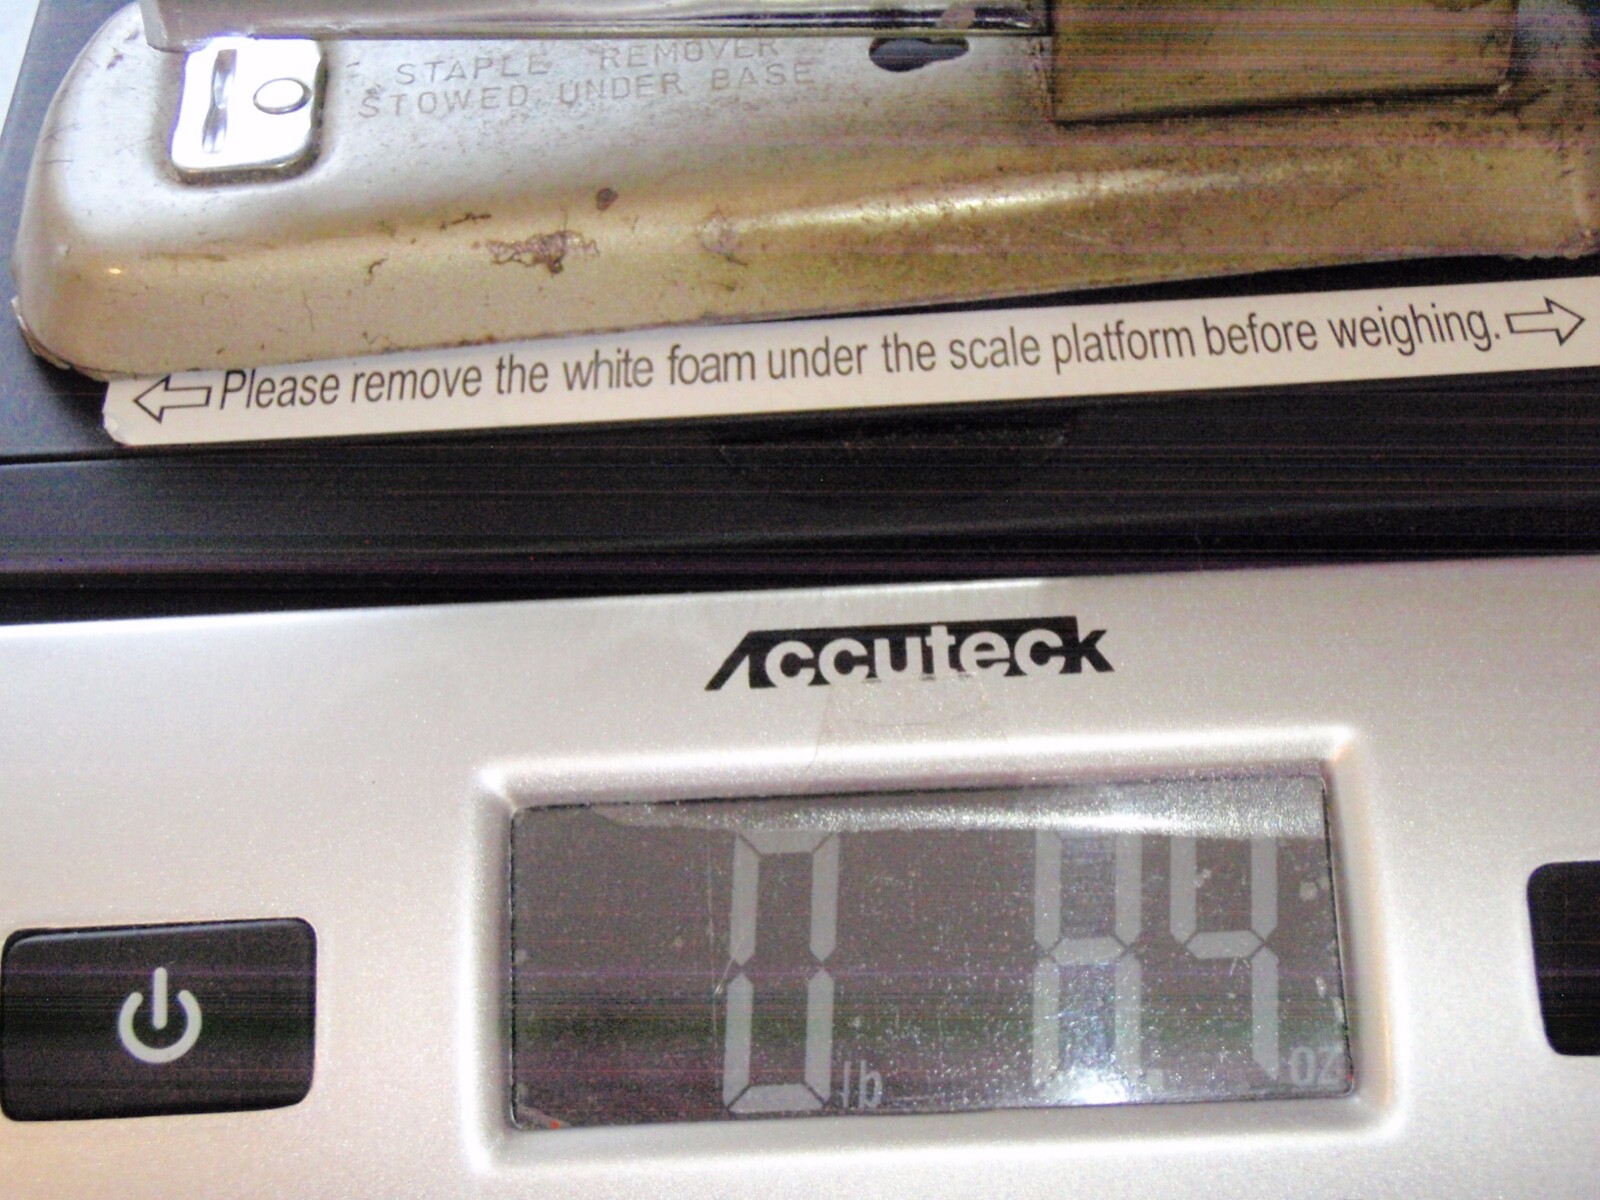 STAPLE REMOVER
STOWED UNDER BASE
Please remove the white foam under the scale platform before weighing.
Accuteck
0 lb 8.4 oz